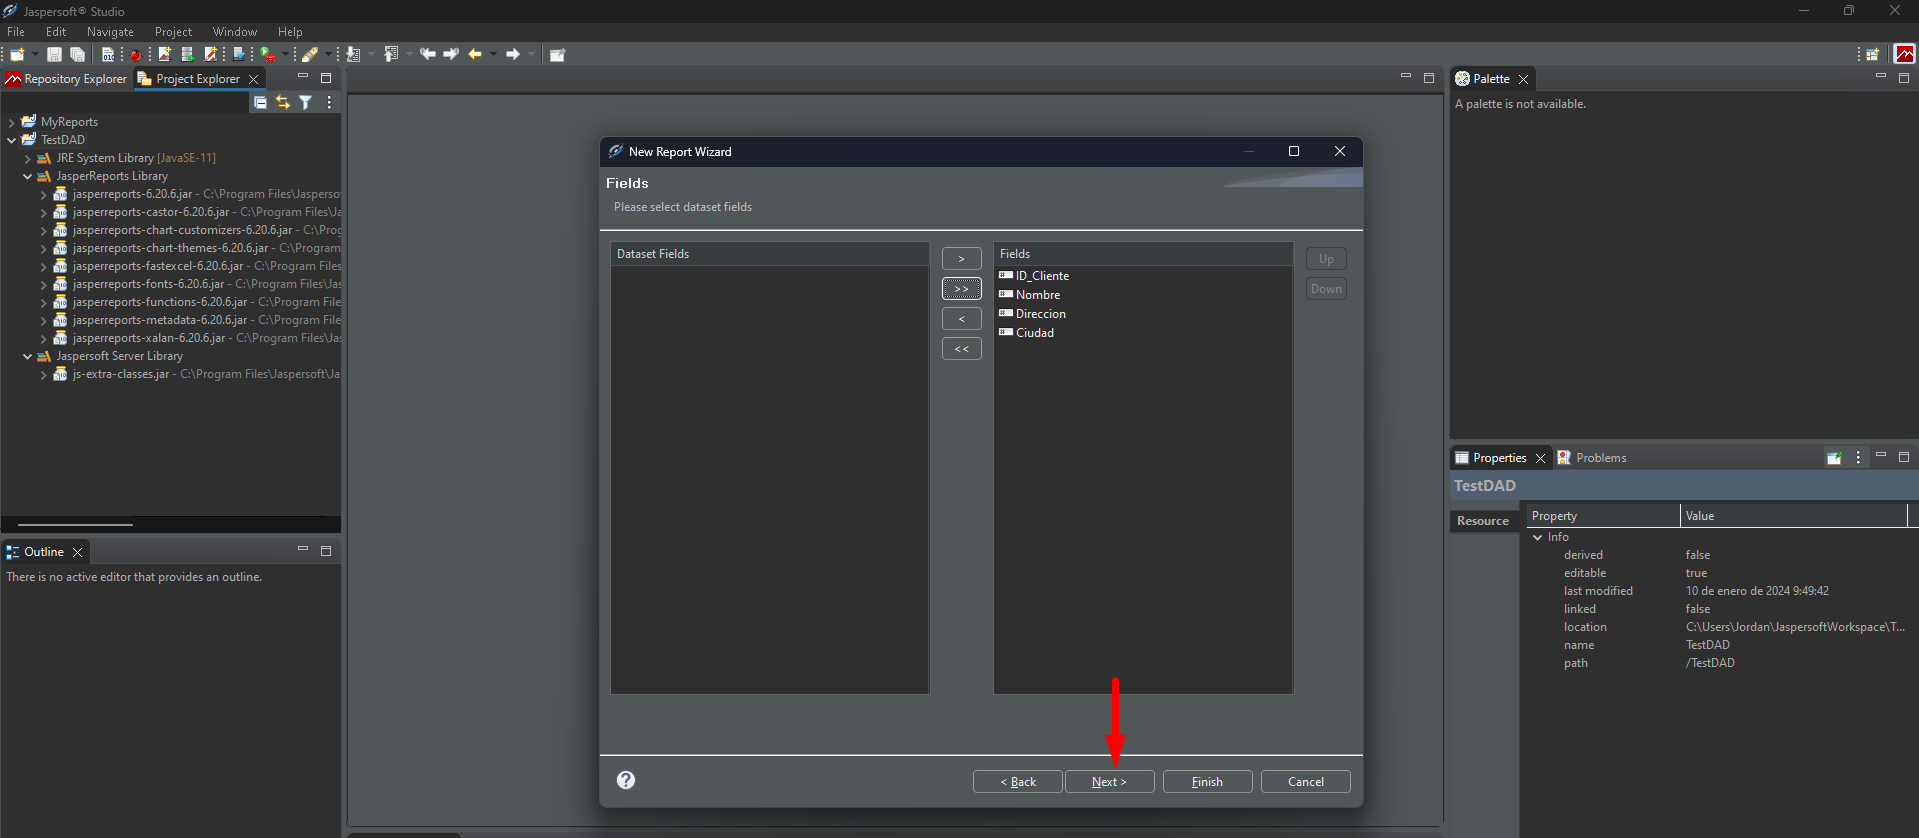 Jaspersoft® Studio
File Edit Navigate Project Window Help
Repository Explorer Project Explorer
MyReports
TestDAD
JRE System Library [JavaSE-11]
JasperReports Library
jasperreports-6.20.6.jar - C:\Program Files\Jasperso
jasperreports-castor-6.20.6.jar - C:\Program Files\Ja
jasperreports-chart-customizers-6.20.6.jar - C:\Prog
jasperreports-chart-themes-6.20.6.jar - C:\Program
jasperreports-fastexcel-6.20.6.jar - C:\Program Files
jasperreports-fonts-6.20.6.jar - C:\Program Files\Jas
jasperreports-functions-6.20.6.jar - C:\Program File
jasperreports-metadata-6.20.6.jar - C:\Program File
jasperreports-xalan-6.20.6.jar - C:\Program Files\Jas
Jaspersoft Server Library
js-extra-classes.jar - C:\Program Files\Jaspersoft\Ja
Outline
There is no active editor that provides an outline.
New Report Wizard
Fields
Please select dataset fields
Dataset Fields
>
>>
<
<<
Fields
ID_Cliente
Nombre
Direccion
Ciudad
Up
Down
?
< Back
Next >
Finish
Cancel
Palette
A palette is not available.
Properties Problems
TestDAD
Resource
Property Value
Info
derived false
editable true
last modified 10 de enero de 2024 9:49:42
linked false
location C:\Users\Jordan\JaspersoftWorkspace\T...
name TestDAD
path /TestDAD